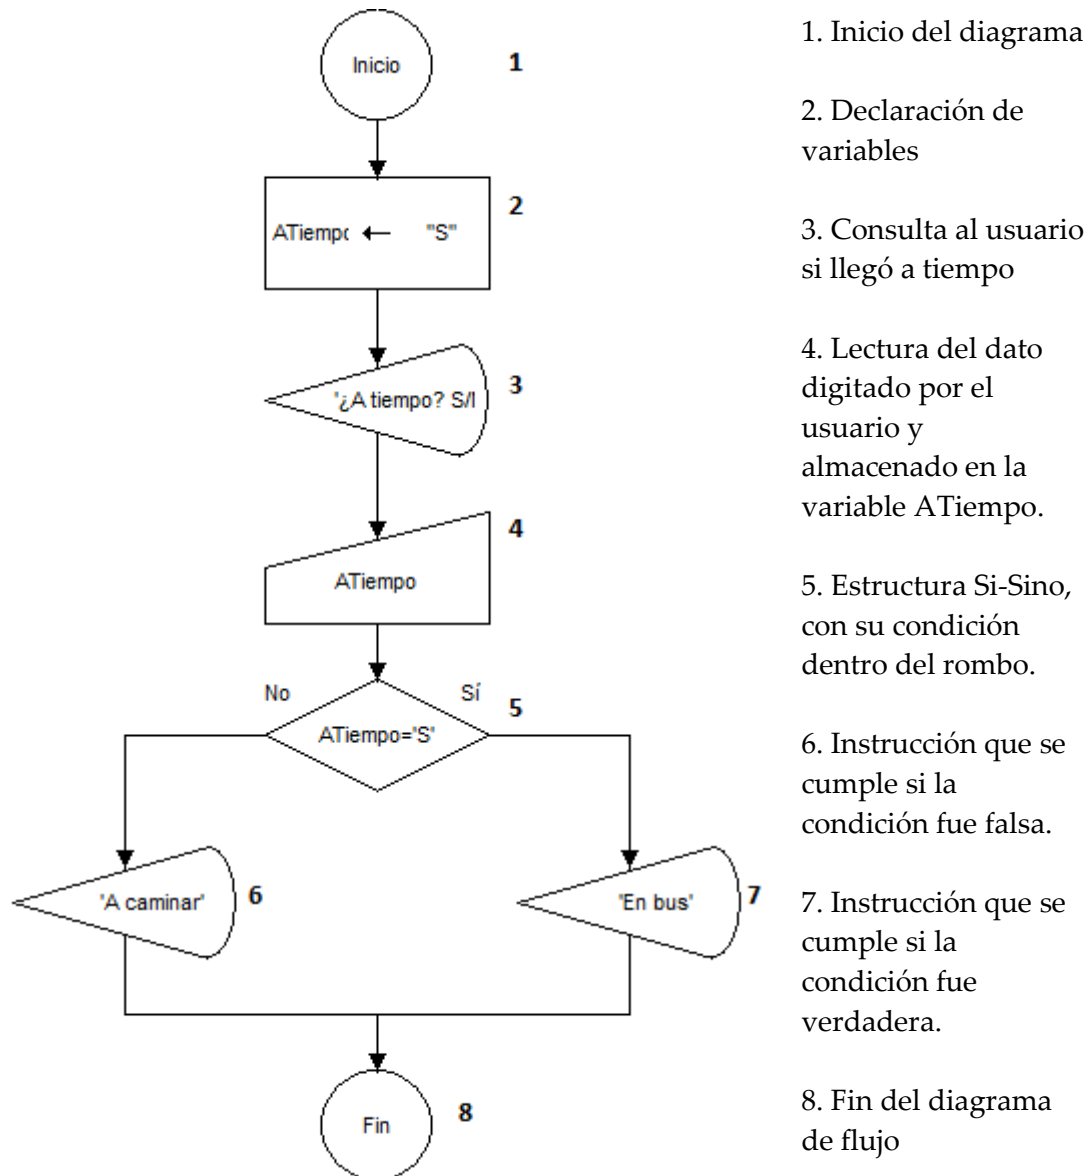 Inicio
1
ATiempo ← "S"
2
'¿A tiempo? S/
3
ATiempo
4
No
Sí
ATiempo='S'
5
'A caminar'
6
'En bus'
7
Fin
8
1. Inicio del diagrama
2. Declaración de
variables
3. Consulta al usuario
si llegó a tiempo
4. Lectura del dato
digitado por el
usuario y
almacenado en la
variable ATiempo.
5. Estructura Si-Sino,
con su condición
dentro del rombo.
6. Instrucción que se
cumple si la
condición fue falsa.
7. Instrucción que se
cumple si la
condición fue
verdadera.
8. Fin del diagrama
de flujo